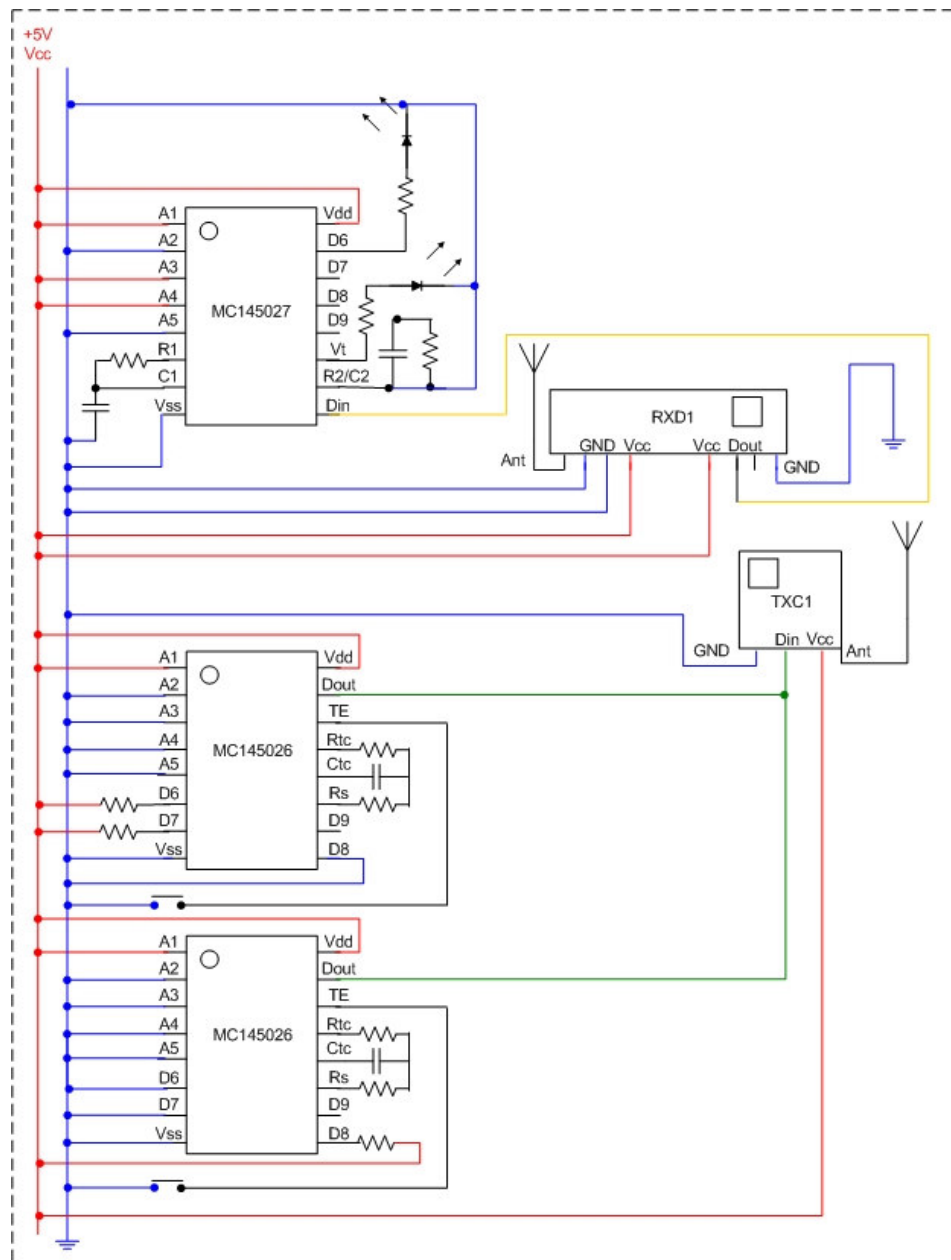 +5V
Vcc
A1
A2
A3
A4
A5
R1
C1
Vss
MC145027
Vdd
D6
D7
D8
D9
Vt
R2/C2
Din
RXD1
Ant
GND Vcc
Vcc Dout
GND
TXC1
GND
Din Vcc
Ant
A1
A2
A3
A4
A5
D6
D7
Vss
MC145026
Vdd
Dout
TE
Rtc
Ctc
Rs
D9
D8
A1
A2
A3
A4
A5
D6
D7
Vss
MC145026
Vdd
Dout
TE
Rtc
Ctc
Rs
D9
D8